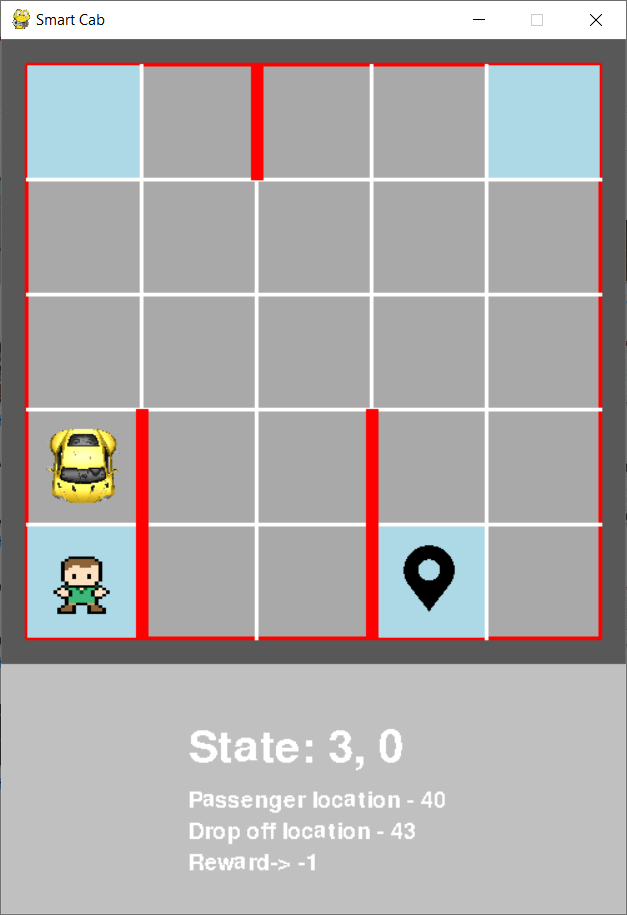 Smart Cab
State: 3, 0
Passenger location - 40
Drop off location - 43
Reward-> -1